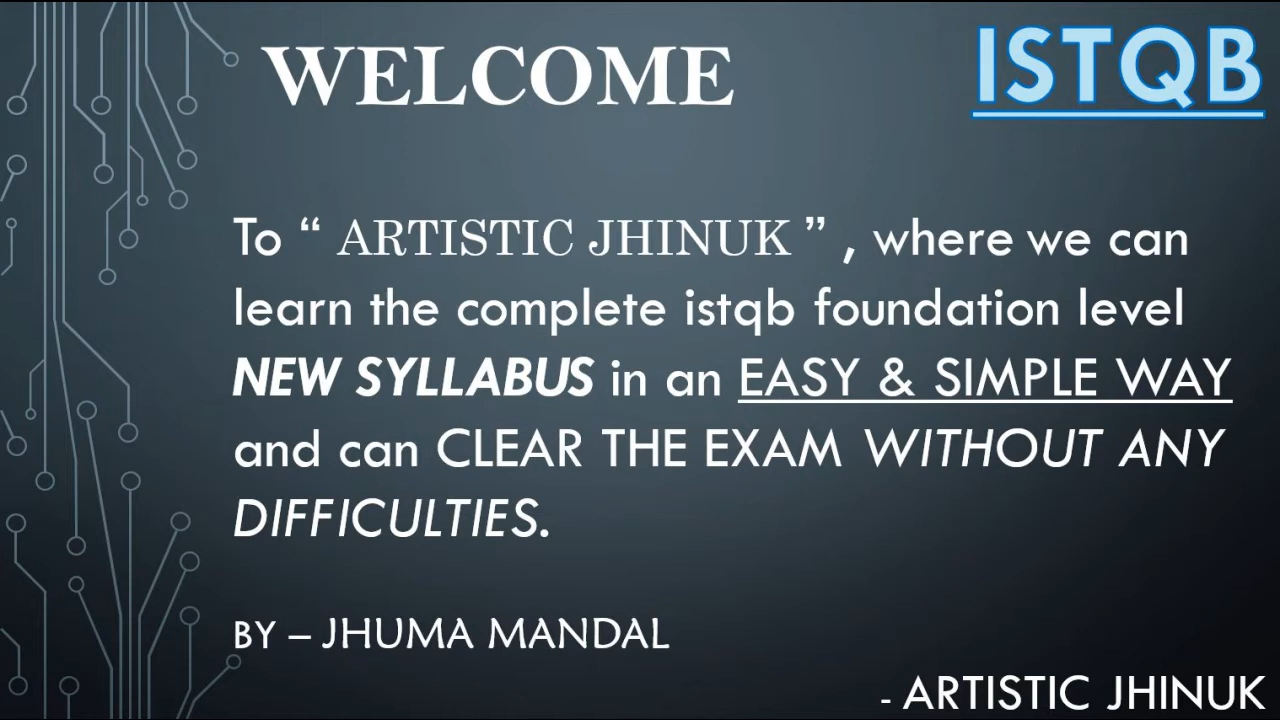 WELCOME
ISTQB
To “ ARTISTIC JHINUK ” , where we can
learn the complete istqb foundation level
NEW SYLLABUS in an EASY & SIMPLE WAY
and can CLEAR THE EXAM WITHOUT ANY
DIFFICULTIES.
BY – JHUMA MANDAL
- ARTISTIC JHINUK